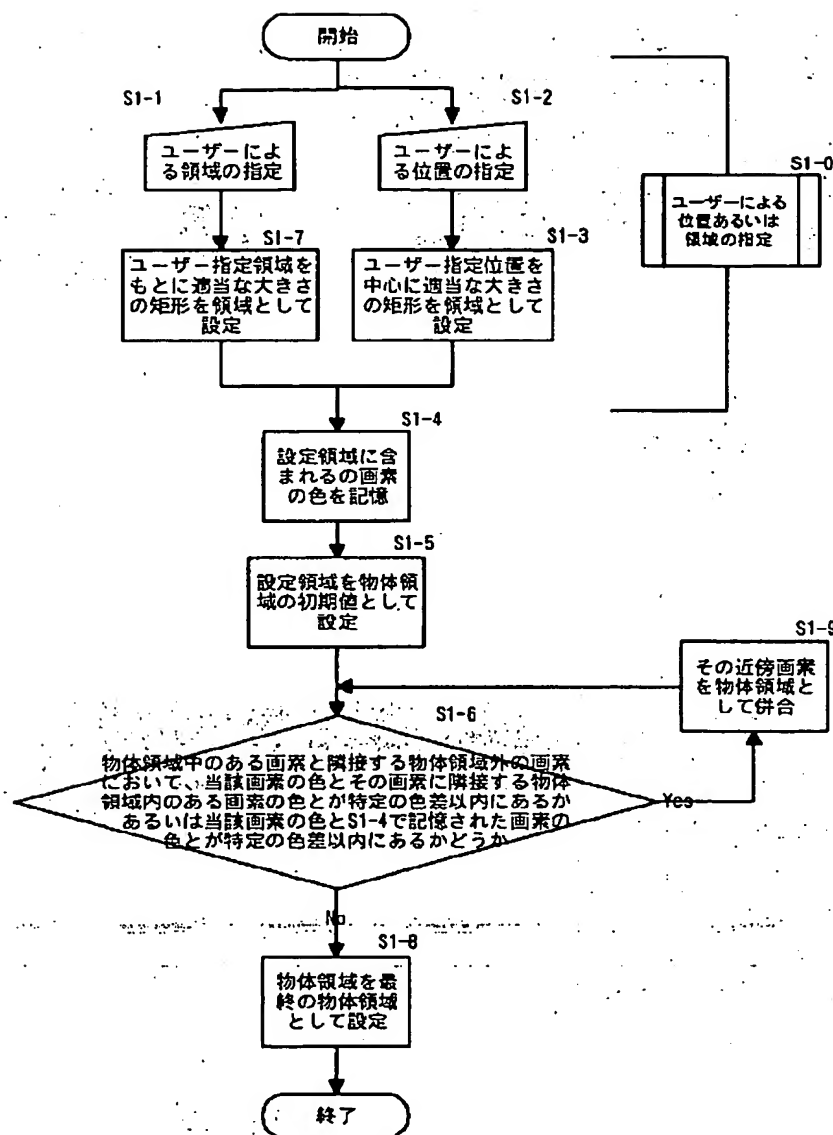 開始
S1-1
S1-2
ユーザーによ
る領域の指定
ユーザーによ
る位置の指定
S1-0
ユーザーによる
位置あるいは
領域の指定
S1-7
S1-3
ユーザー指定領域を
もとに適当な大きさ
の矩形を領域として
設定
ユーザー指定位置を
中心に適当な大きさ
の矩形を領域として
設定
S1-4
設定領域に含
まれるの画素
の色を記憶
S1-5
設定領域を物体領
域の初期値として
設定
S1-9
その近傍画素
を物体領域と
して併合
S1-6
物体領域中のある画素と隣接する物体領域外の画素
において、当該画素の色とその画素に隣接する物体
領域内のある画素の色とが特定の色差以内にあるか
あるいは当該画素の色とS1-4で記憶された画素の
色とが特定の色差以内にあるかどうか
Yes
No
S1-8
物体領域を最
終の物体領域
として設定
終了